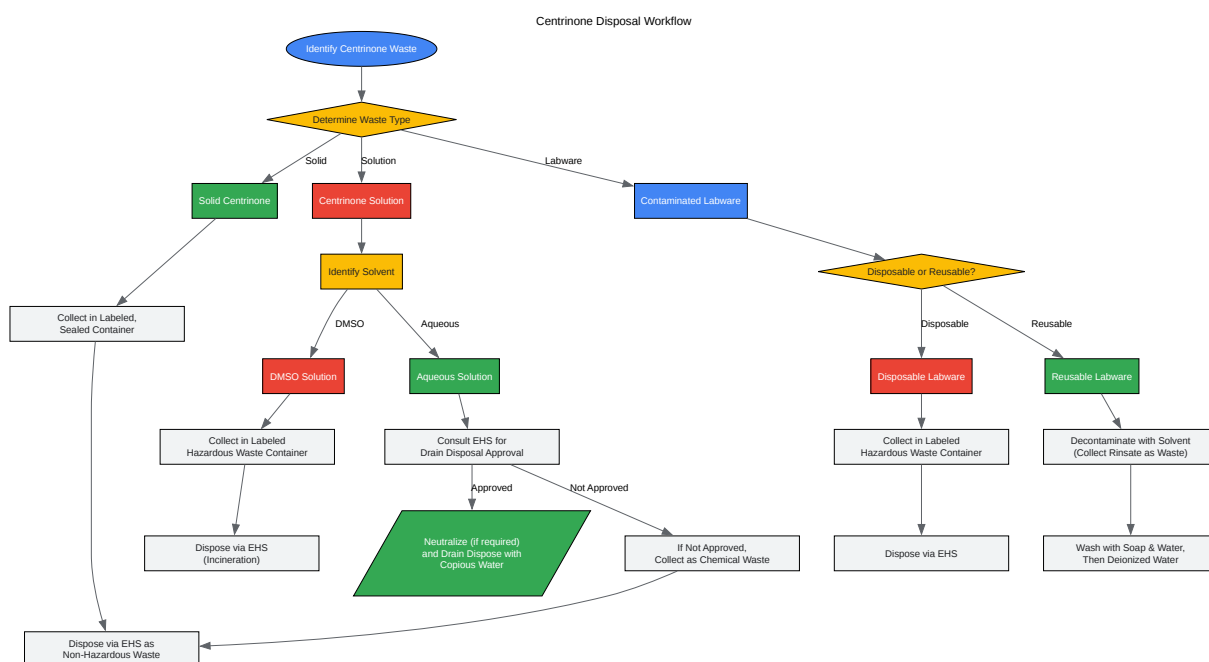 Centrinone Disposal Workflow
Identify Centrinone Waste
Determine Waste Type
Solid
Solution
Labware
Solid Centrinone
Centrinone Solution
Contaminated Labware
Identify Solvent
Disposable or Reusable?
Collect in Labeled,
Sealed Container
DMSO
Aqueous
Disposable
Reusable
DMSO Solution
Aqueous Solution
Disposable Labware
Reusable Labware
Collect in Labeled
Hazardous Waste Container
Consult EHS for
Drain Disposal Approval
Collect in Labeled
Hazardous Waste Container
Decontaminate with Solvent
(Collect Rinsate as Waste)
Approved
Not Approved
Dispose via EHS
(Incineration)
Neutralize (if required)
and Drain Dispose with
Copious Water
If Not Approved,
Collect as Chemical Waste
Dispose via EHS
Wash with Soap & Water,
Then Deionized Water
Dispose via EHS as
Non-Hazardous Waste